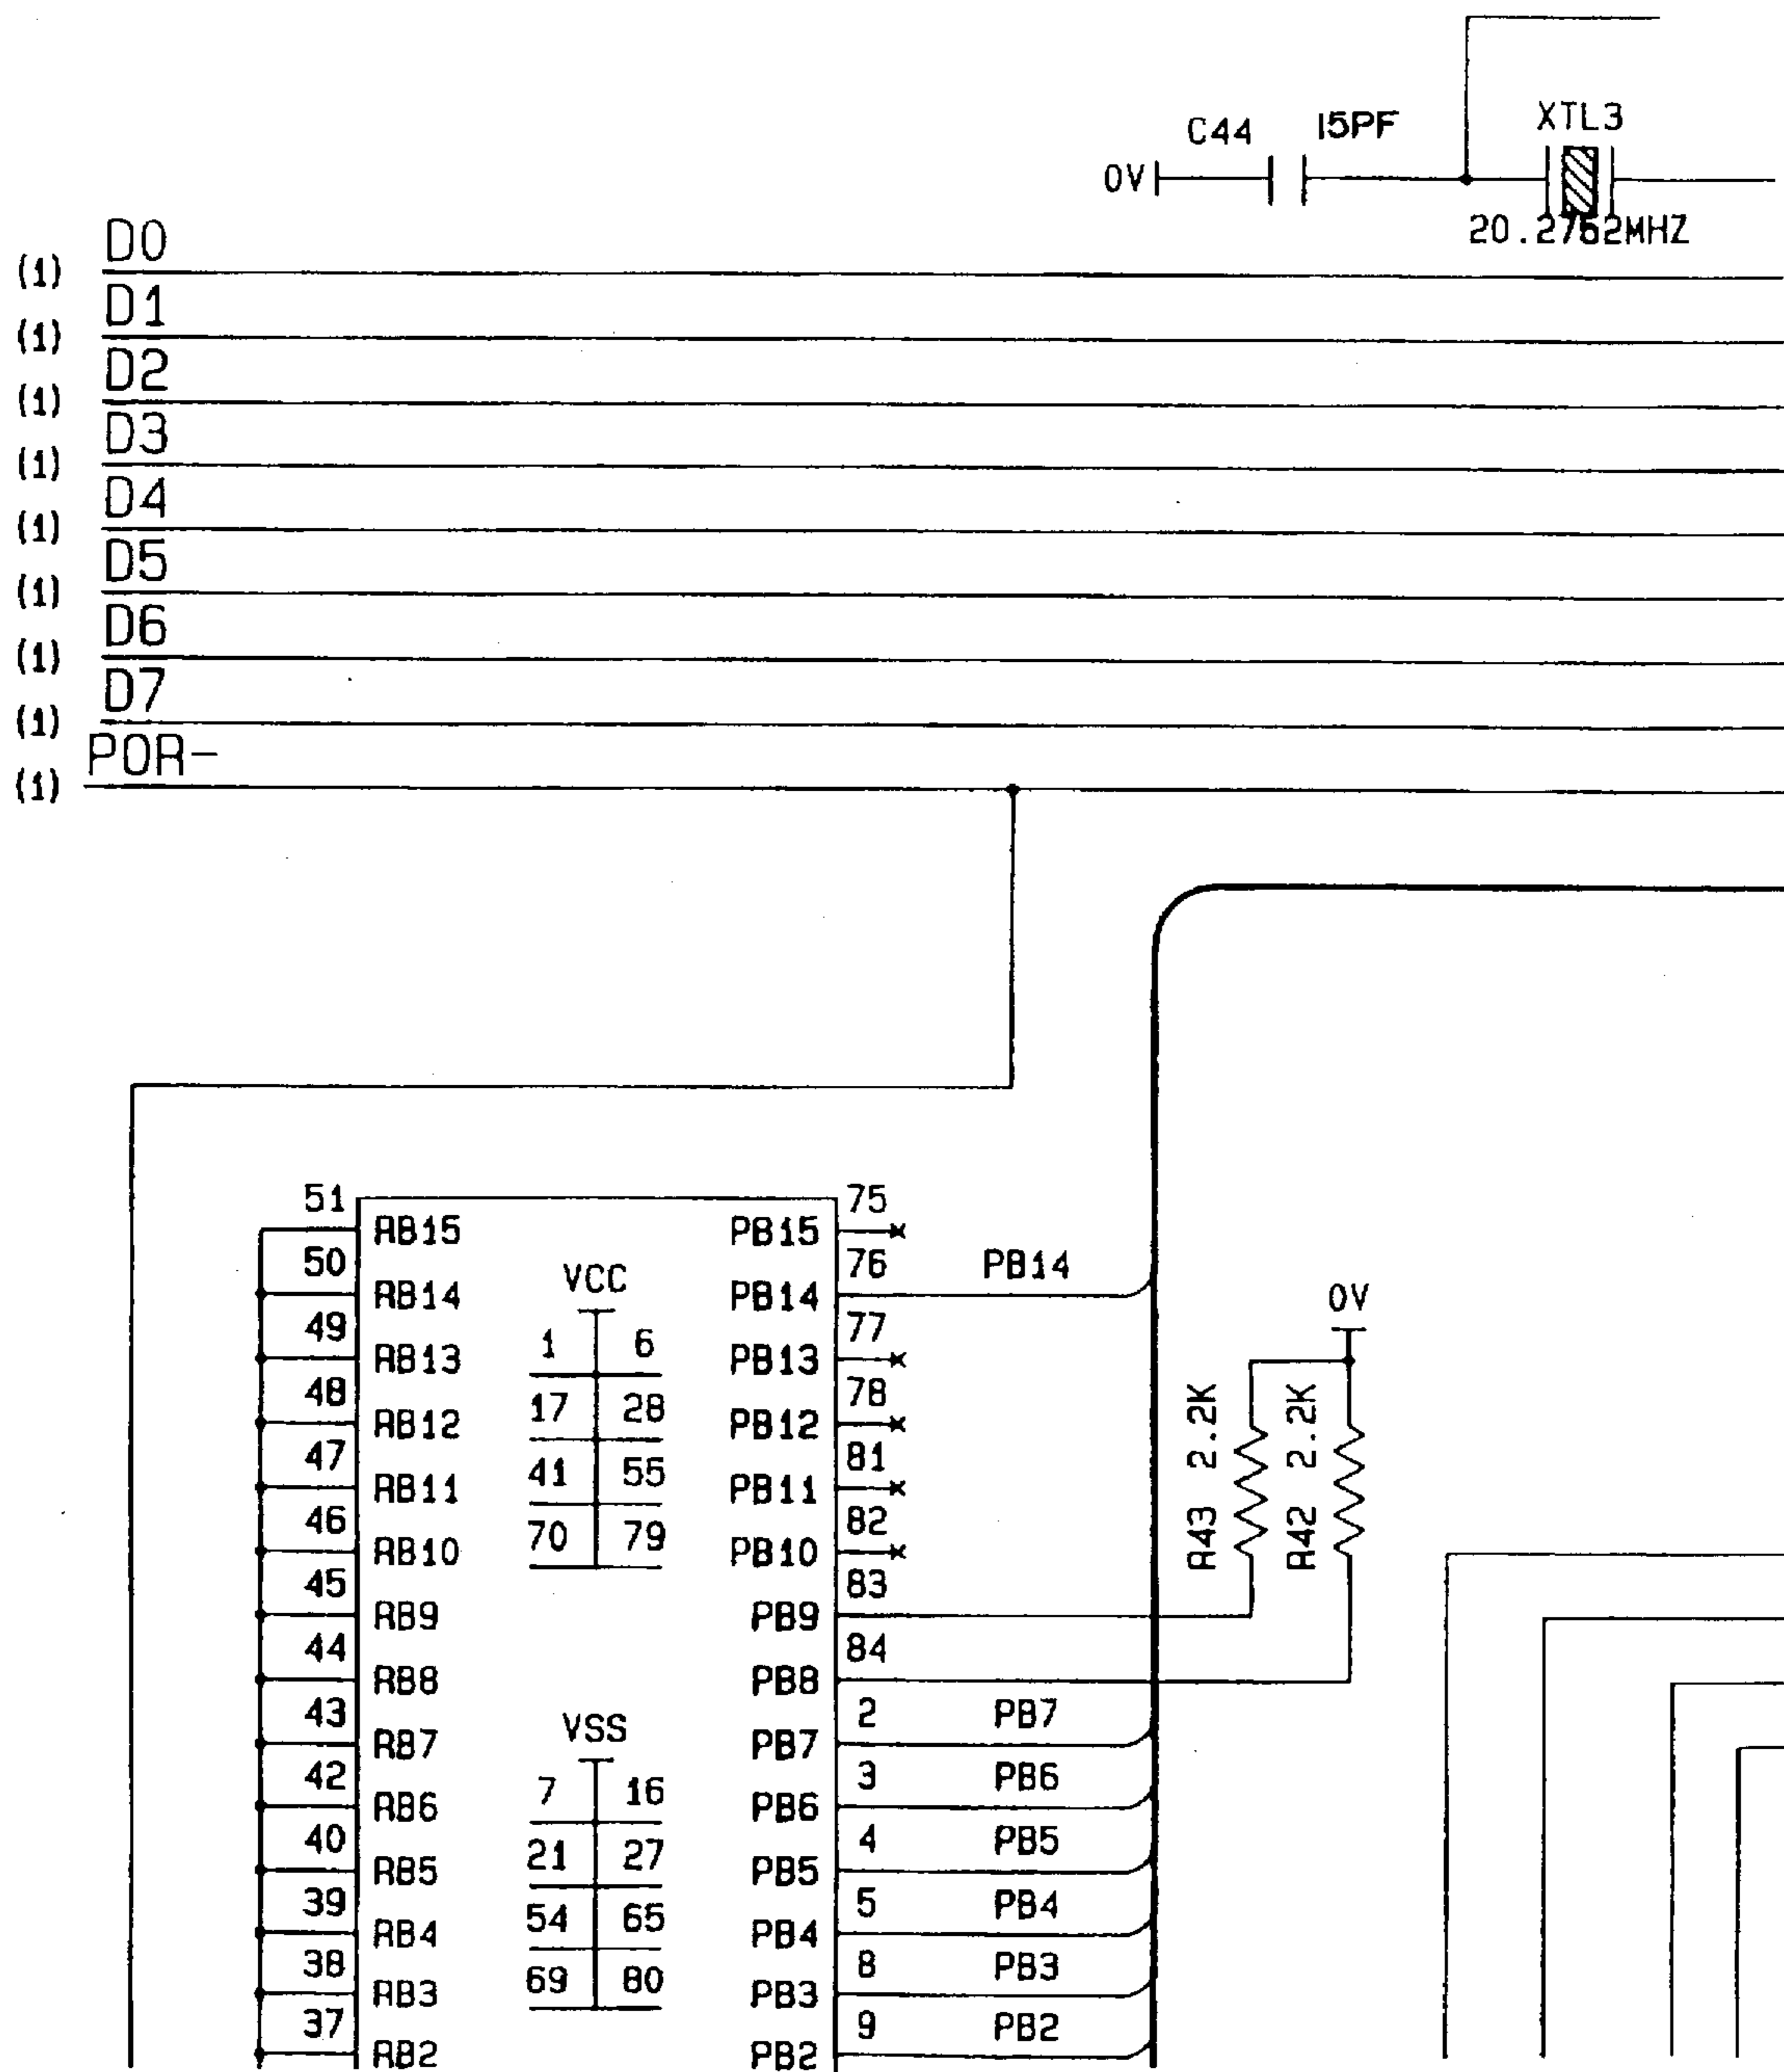 C44 15PF XTL3
0V
20.2752MHZ
D0
(1)
D1
(1)
D2
(1)
D3
(1)
D4
(1)
D5
(1)
D6
(1)
D7
(1)
POR-
(1)
51 75
RB15 PB15
50 76 PB14
RB14 VCC PB14 0V
49 77
RB13 1 6 PB13
48 78
RB12 17 28 PB12
47 81
RB11 41 55 PB11
46 82
RB10 70 79 PB10
R43 2.2K
R42 2.2K
45 83
RB9 PB9
44 84
RB8 PB8
43 VSS 2 PB7
RB7 PB7
42 7 16 3 PB6
RB6 PB6
40 21 27 4 PB5
RB5 PB5
39 54 65 5 PB4
RB4 PB4
38 69 80 8 PB3
RB3 PB3
37 9 PB2
RB2 PB2